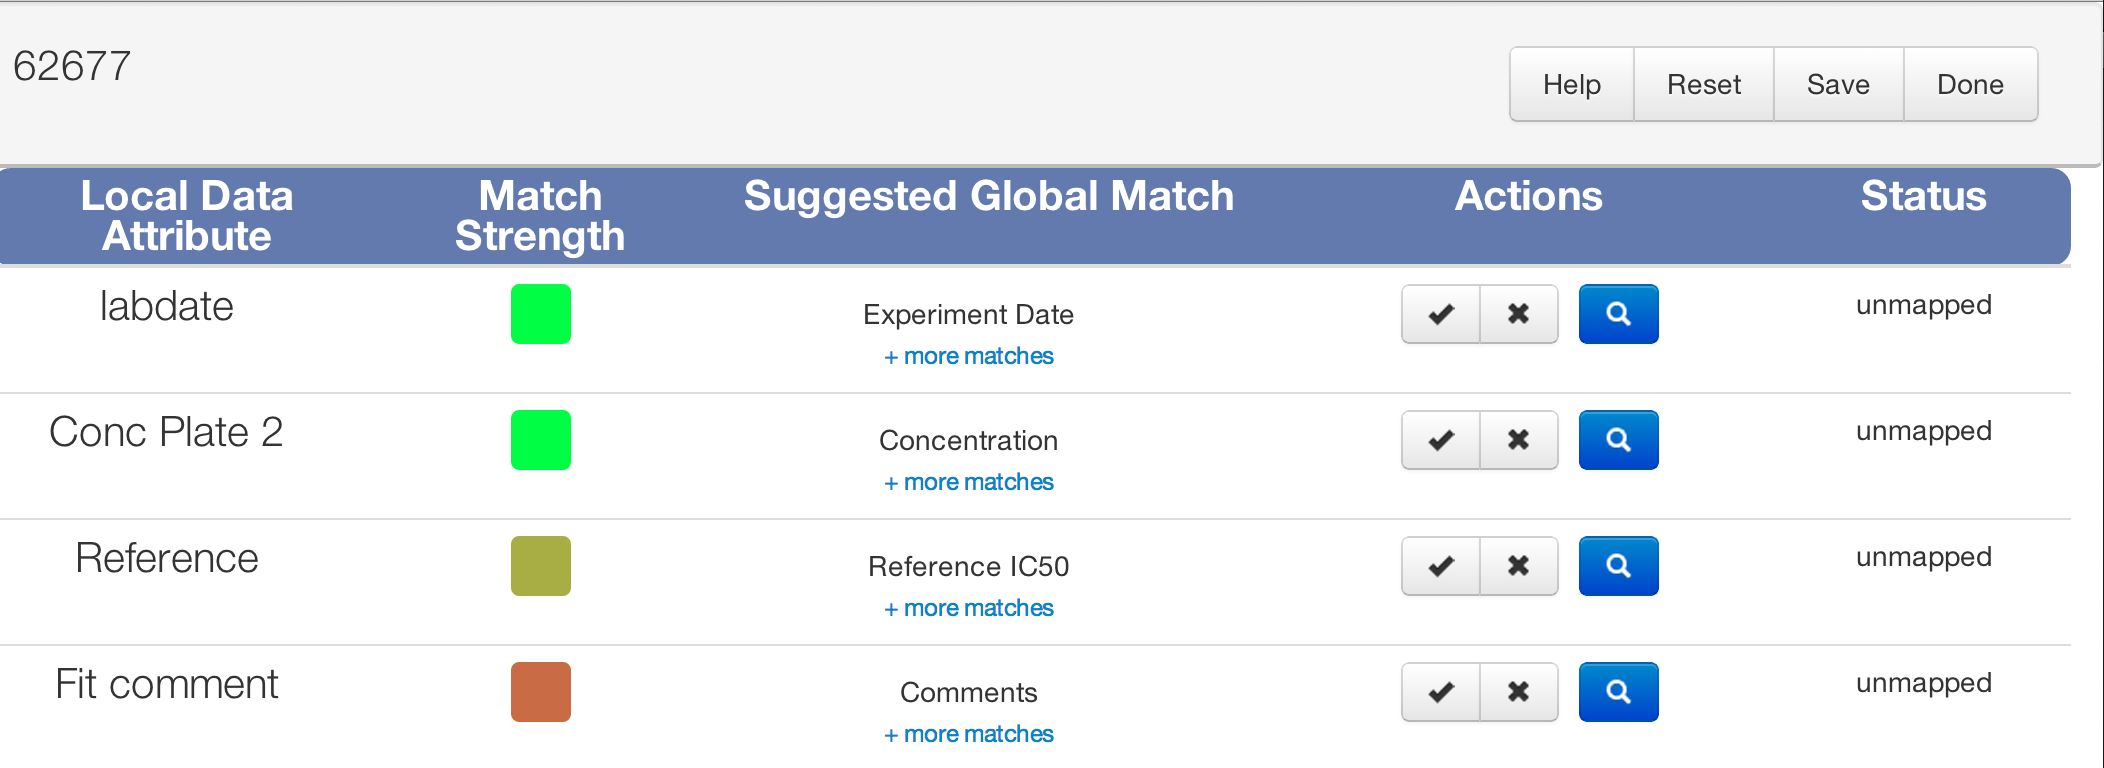 62677
Help Reset Save Done
Local Data Attribute Match Strength Suggested Global Match Actions Status
labdate Experiment Date unmapped
+ more matches
Conc Plate 2 Concentration unmapped
+ more matches
Reference Reference IC50 unmapped
+ more matches
Fit comment Comments unmapped
+ more matches